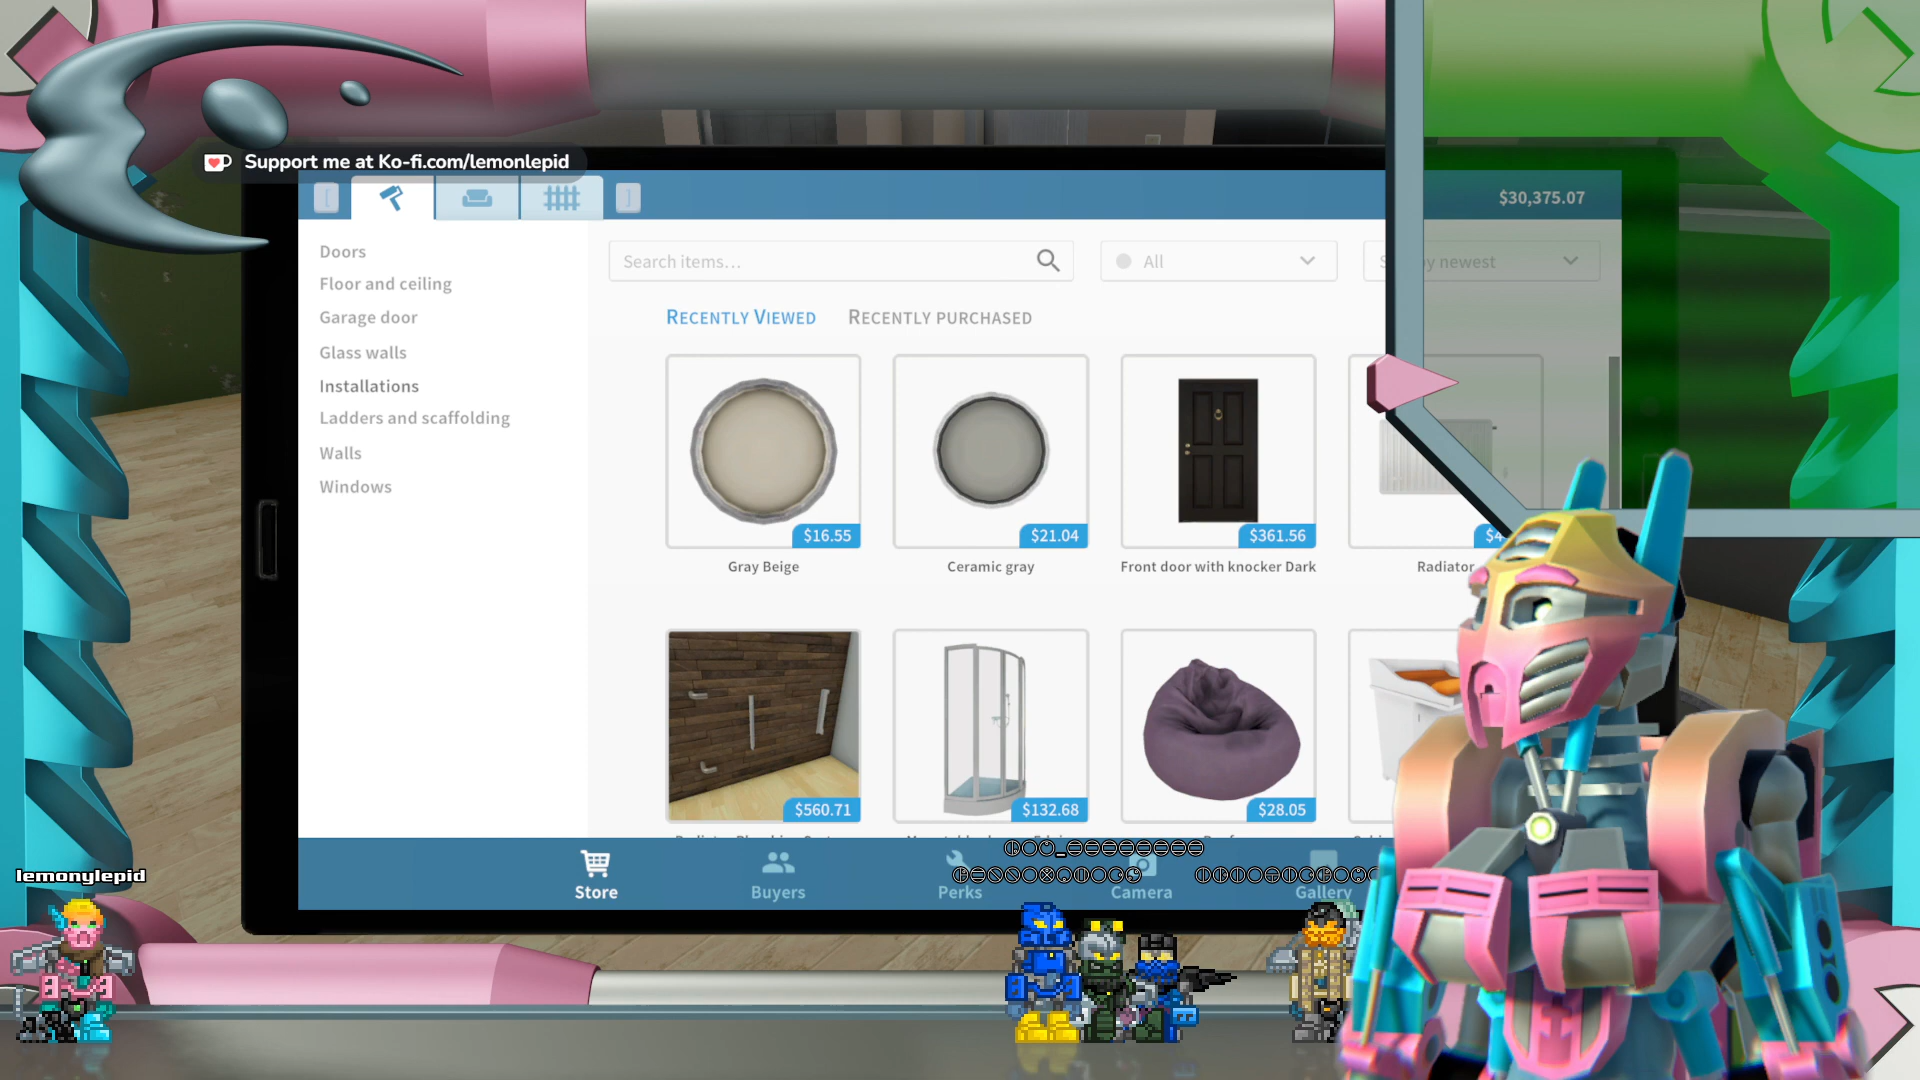 Support me at Ko-fi.com/lemonlepid
$30,375.07
Doors
Floor and ceiling
Garage door
Glass walls
Installations
Ladders and scaffolding
Walls
Windows
Search items...
All
newest
RECENTLY VIEWED
RECENTLY PURCHASED
$16.55
$21.04
$361.56
Gray Beige
Ceramic gray
Front door with knocker Dark
Radiator
$560.71
$132.68
$28.05
Store
Buyers
Perks
Camera
Gallery
lemonylepid